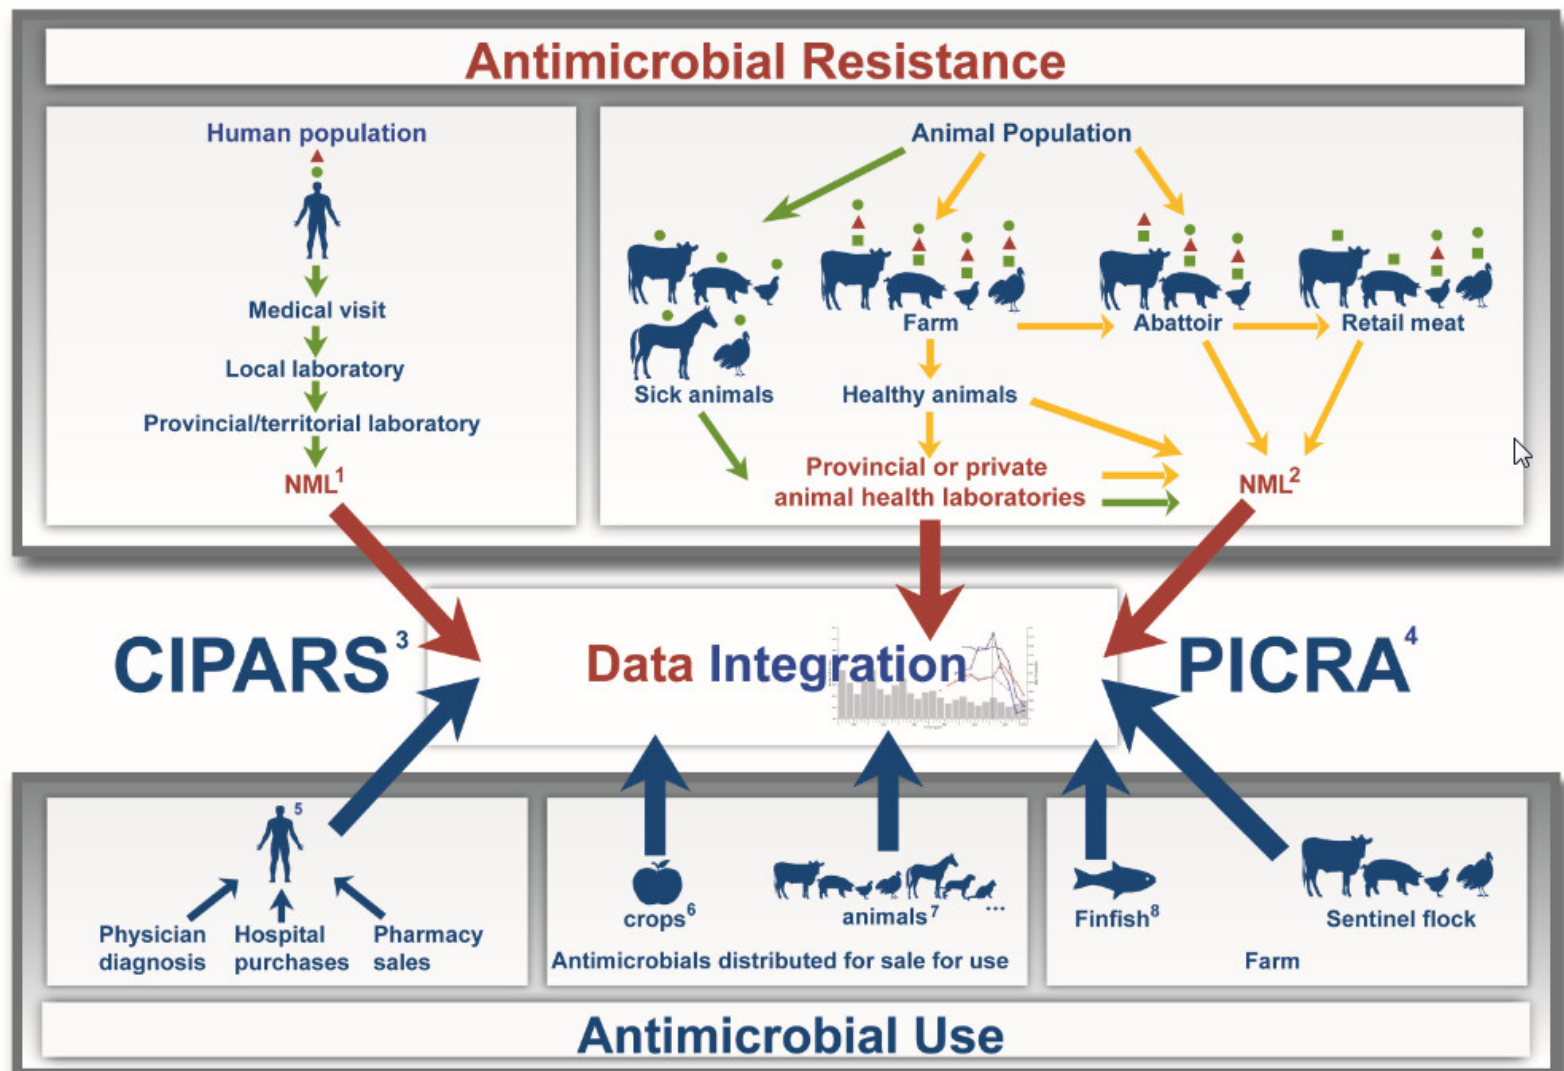 Antimicrobial Resistance
Human population
Medical visit
Local laboratory
Provincial/territorial laboratory
NML1
Animal Population
Sick animals
Farm
Abattoir
Retail meat
Healthy animals
Provincial or private
animal health laboratories
NML2
CIPARS3
Data Integration
PICRA4
5
Physician
diagnosis
Hospital
purchases
Pharmacy
sales
crops6
animals7
...
Antimicrobials distributed for sale for use
Finfish8
Sentinel flock
Farm
Antimicrobial Use